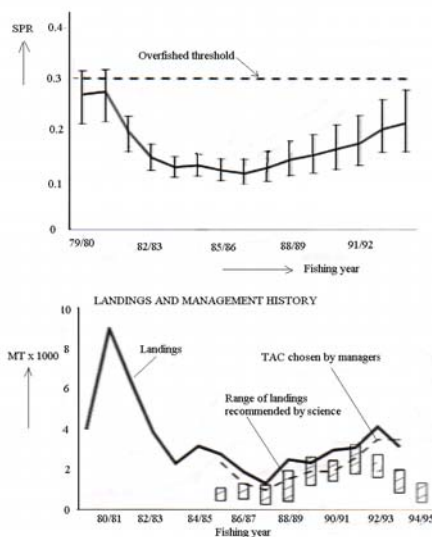 SPR
0.4
Overfished threshold
0.3
0.2
0.1
0
79/80 82/83 85/86 88/89 91/92
Fishing year
LANDINGS AND MANAGEMENT HISTORY
10
MT x 1000
8
Landings
TAC chosen by managers
6
Range of landings
recommended by science
4
2
0
80/81 82/83 84/85 86/87 88/89 90/91 92/93 94/95
Fishing year